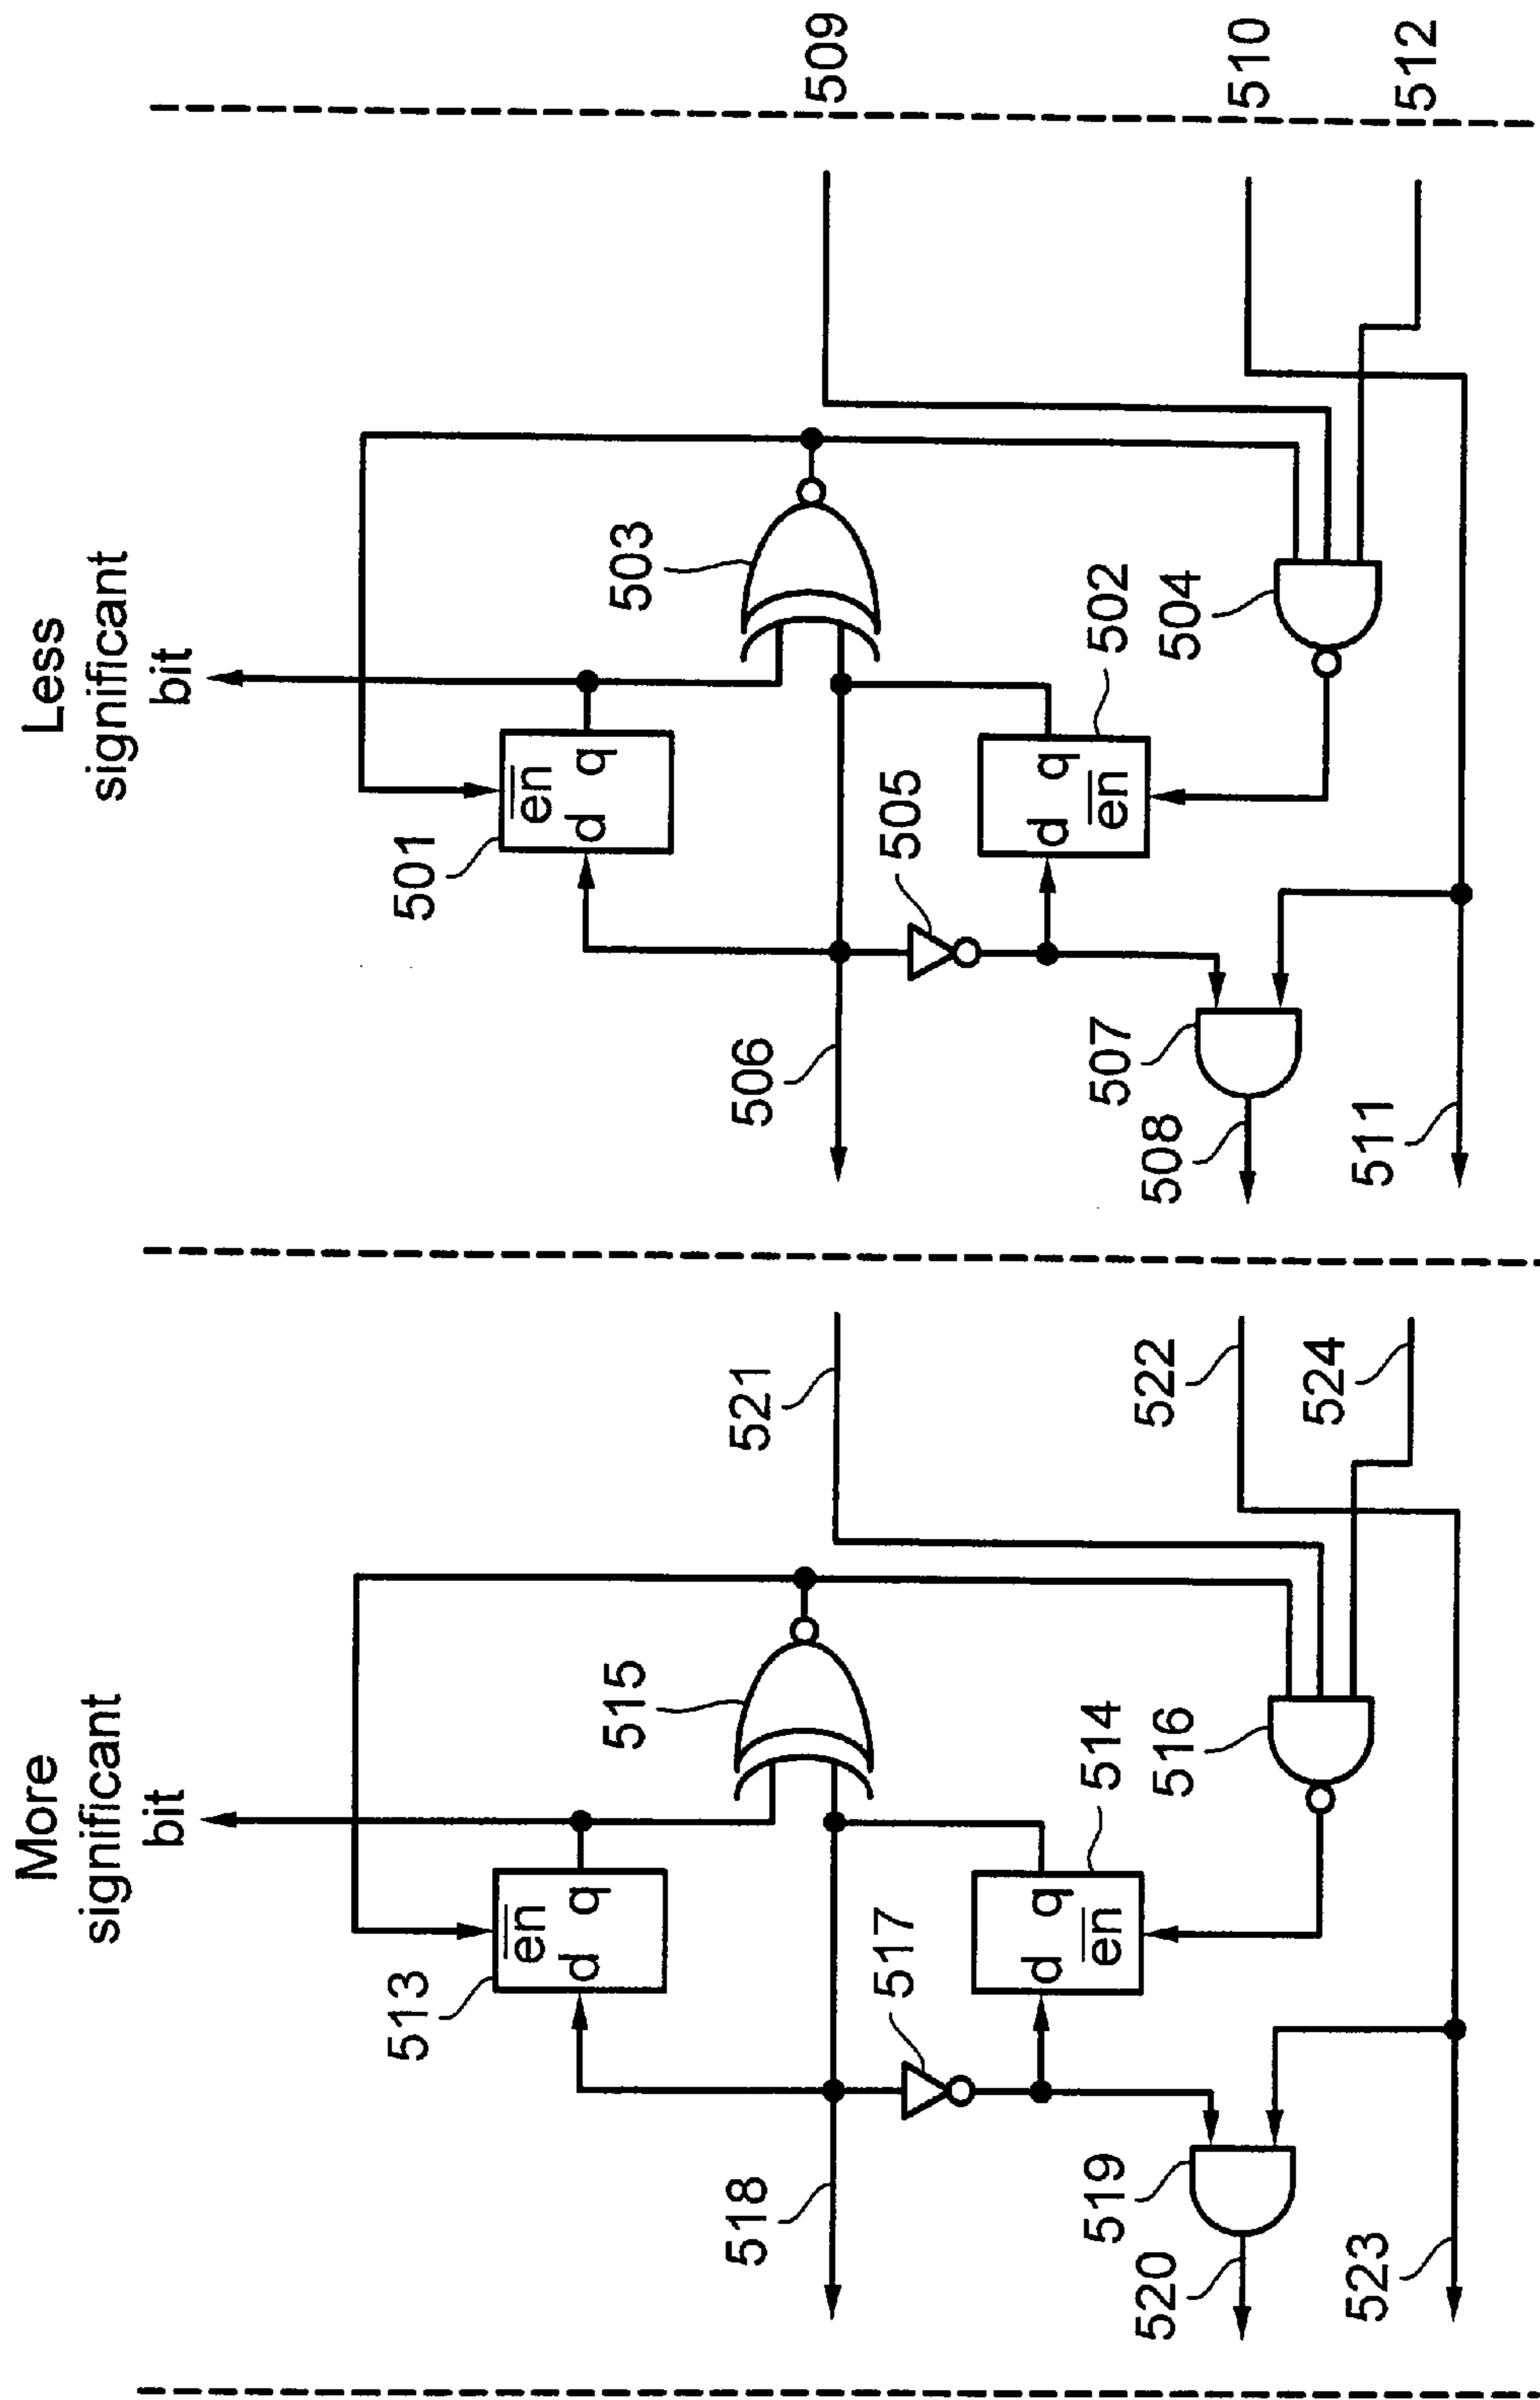 More
significant
bit
Less
significant
bit
513
en
d q
515
517
514
d q
en
516
518
519
520
523
521
522
524
501
en
d q
503
505
502
d q
en
504
506
507
508
511
509
510
512